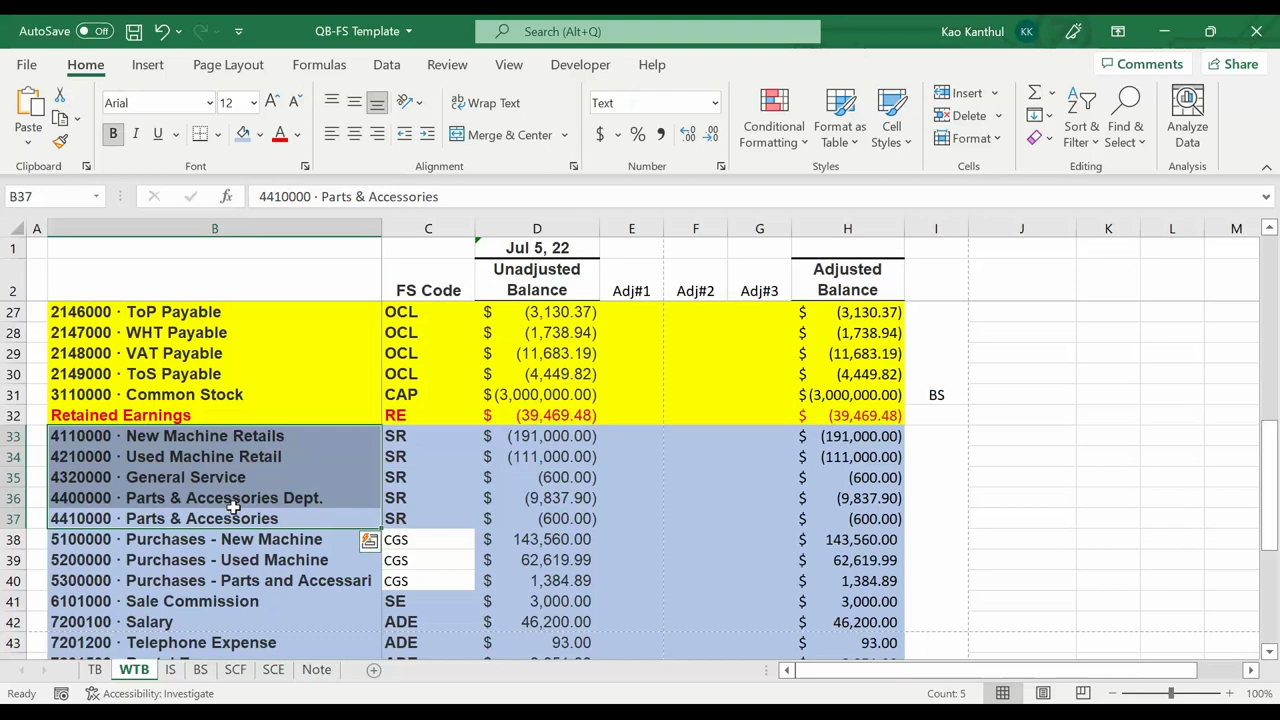 AutoSave Off QB-FS Template Search (Alt+Q) Kao Kanthul KK
File Home Insert Page Layout Formulas Data Review View Developer Help Comments Share
Paste
Clipboard
Arial 12 A A
B I U A
Font
Wrap Text
Merge & Center
Alignment
Text
$ % ,
Number
Conditional Formatting
Format as Table
Cell Styles
Styles
Insert
Delete
Format
Cells
Sort & Filter
Find & Select
Editing
Analyze Data
Analysis
B37 fx 4410000 · Parts & Accessories
A B C D E F G H I J K L M
1 Jul 5, 22
2 FS Code Unadjusted Balance Adj#1 Adj#2 Adj#3 Adjusted Balance
27 2146000 · ToP Payable OCL $ (3,130.37) $ (3,130.37)
28 2147000 · WHT Payable OCL $ (1,738.94) $ (1,738.94)
29 2148000 · VAT Payable OCL $ (11,683.19) $ (11,683.19)
30 2149000 · ToS Payable OCL $ (4,449.82) $ (4,449.82)
31 3110000 · Common Stock CAP $ (3,000,000.00) $ (3,000,000.00) BS
32 Retained Earnings RE $ (39,469.48) $ (39,469.48)
33 4110000 · New Machine Retails SR $ (191,000.00) $ (191,000.00)
34 4210000 · Used Machine Retail SR $ (111,000.00) $ (111,000.00)
35 4320000 · General Service SR $ (600.00) $ (600.00)
36 4400000 · Parts & Accessories Dept. SR $ (9,837.90) $ (9,837.90)
37 4410000 · Parts & Accessories SR $ (600.00) $ (600.00)
38 5100000 · Purchases - New Machine CGS $ 143,560.00 $ 143,560.00
39 5200000 · Purchases - Used Machine CGS $ 62,619.99 $ 62,619.99
40 5300000 · Purchases - Parts and Accessari CGS $ 1,384.89 $ 1,384.89
41 6101000 · Sale Commission SE $ 3,000.00 $ 3,000.00
42 7200100 · Salary ADE $ 46,200.00 $ 46,200.00
43 7201200 · Telephone Expense ADE $ 93.00 $ 93.00
TB WTB IS BS SCF SCE Note
Ready Accessibility: Investigate Count: 5 100%